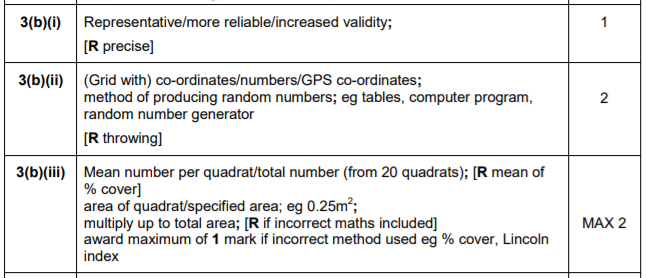 3(b)(i) Representative/more reliable/increased validity; 1
[R precise]
3(b)(ii) (Grid with) co-ordinates/numbers/GPS co-ordinates;
method of producing random numbers; eg tables, computer program, 2
random number generator
[R throwing]
3(b)(iii) Mean number per quadrat/total number (from 20 quadrats); [R mean of
% cover]
area of quadrat/specified area; eg 0.25m²;
multiply up to total area; [R if incorrect maths included] MAX 2
award maximum of 1 mark if incorrect method used eg % cover, Lincoln
index